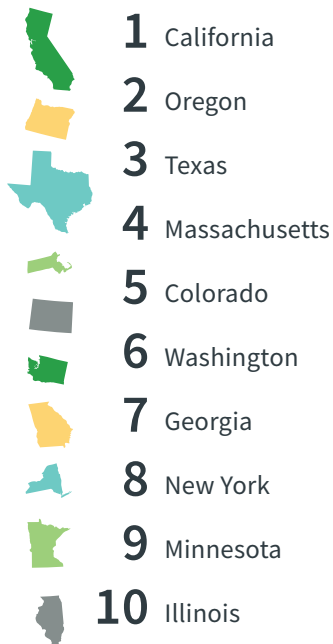 1 California
2 Oregon
3 Texas
4 Massachusetts
5 Colorado
6 Washington
7 Georgia
8 New York
9 Minnesota
10 Illinois